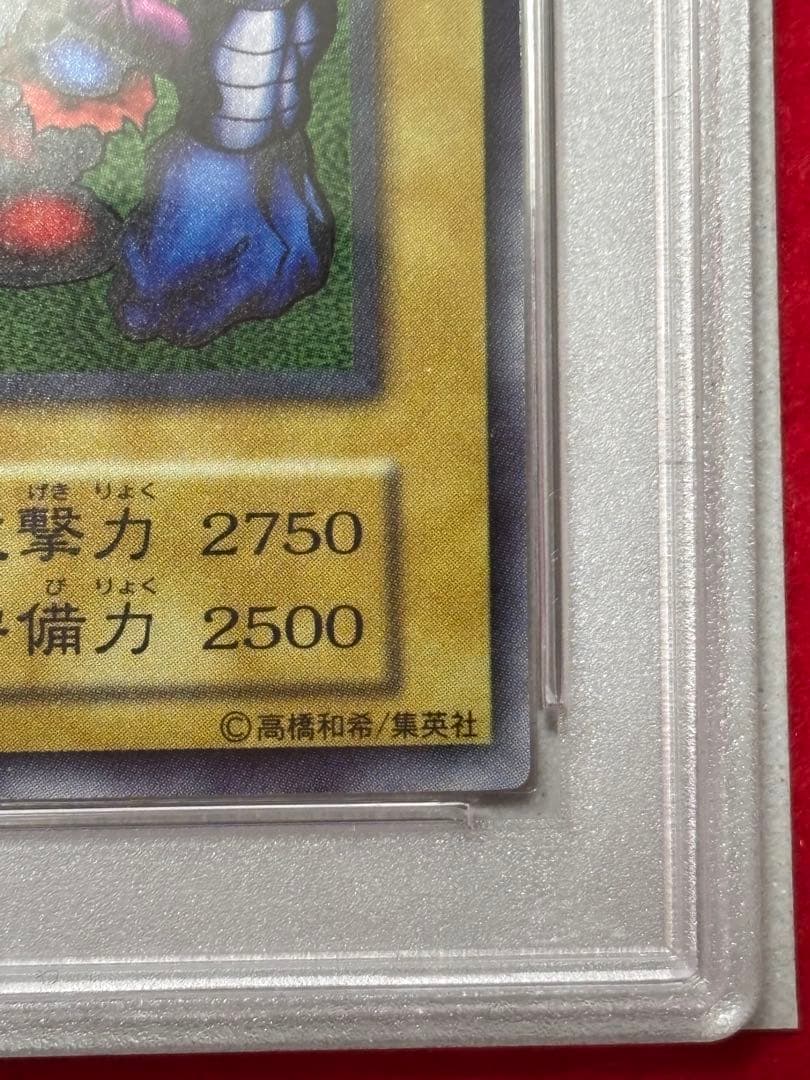 げき りょく
撃力 2750
び りょく
備力 2500
©高橋和希/集英社